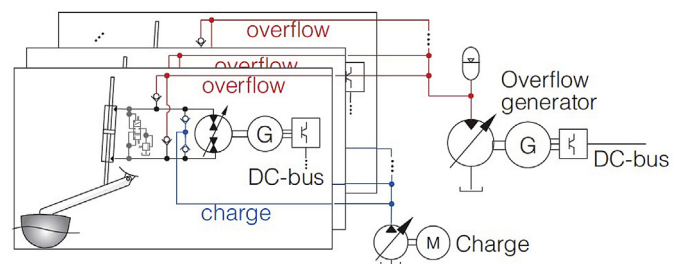 overflow
overflow
overflow
Overflow
generator
G
G
DC-bus
DC-bus
charge
M
Charge